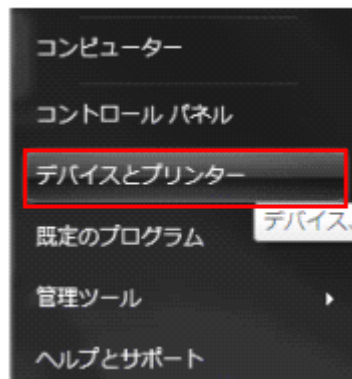 コンピューター
コントロール パネル
デバイスとプリンター
デバイス、
既定のプログラム
管理ツール
ヘルプとサポート